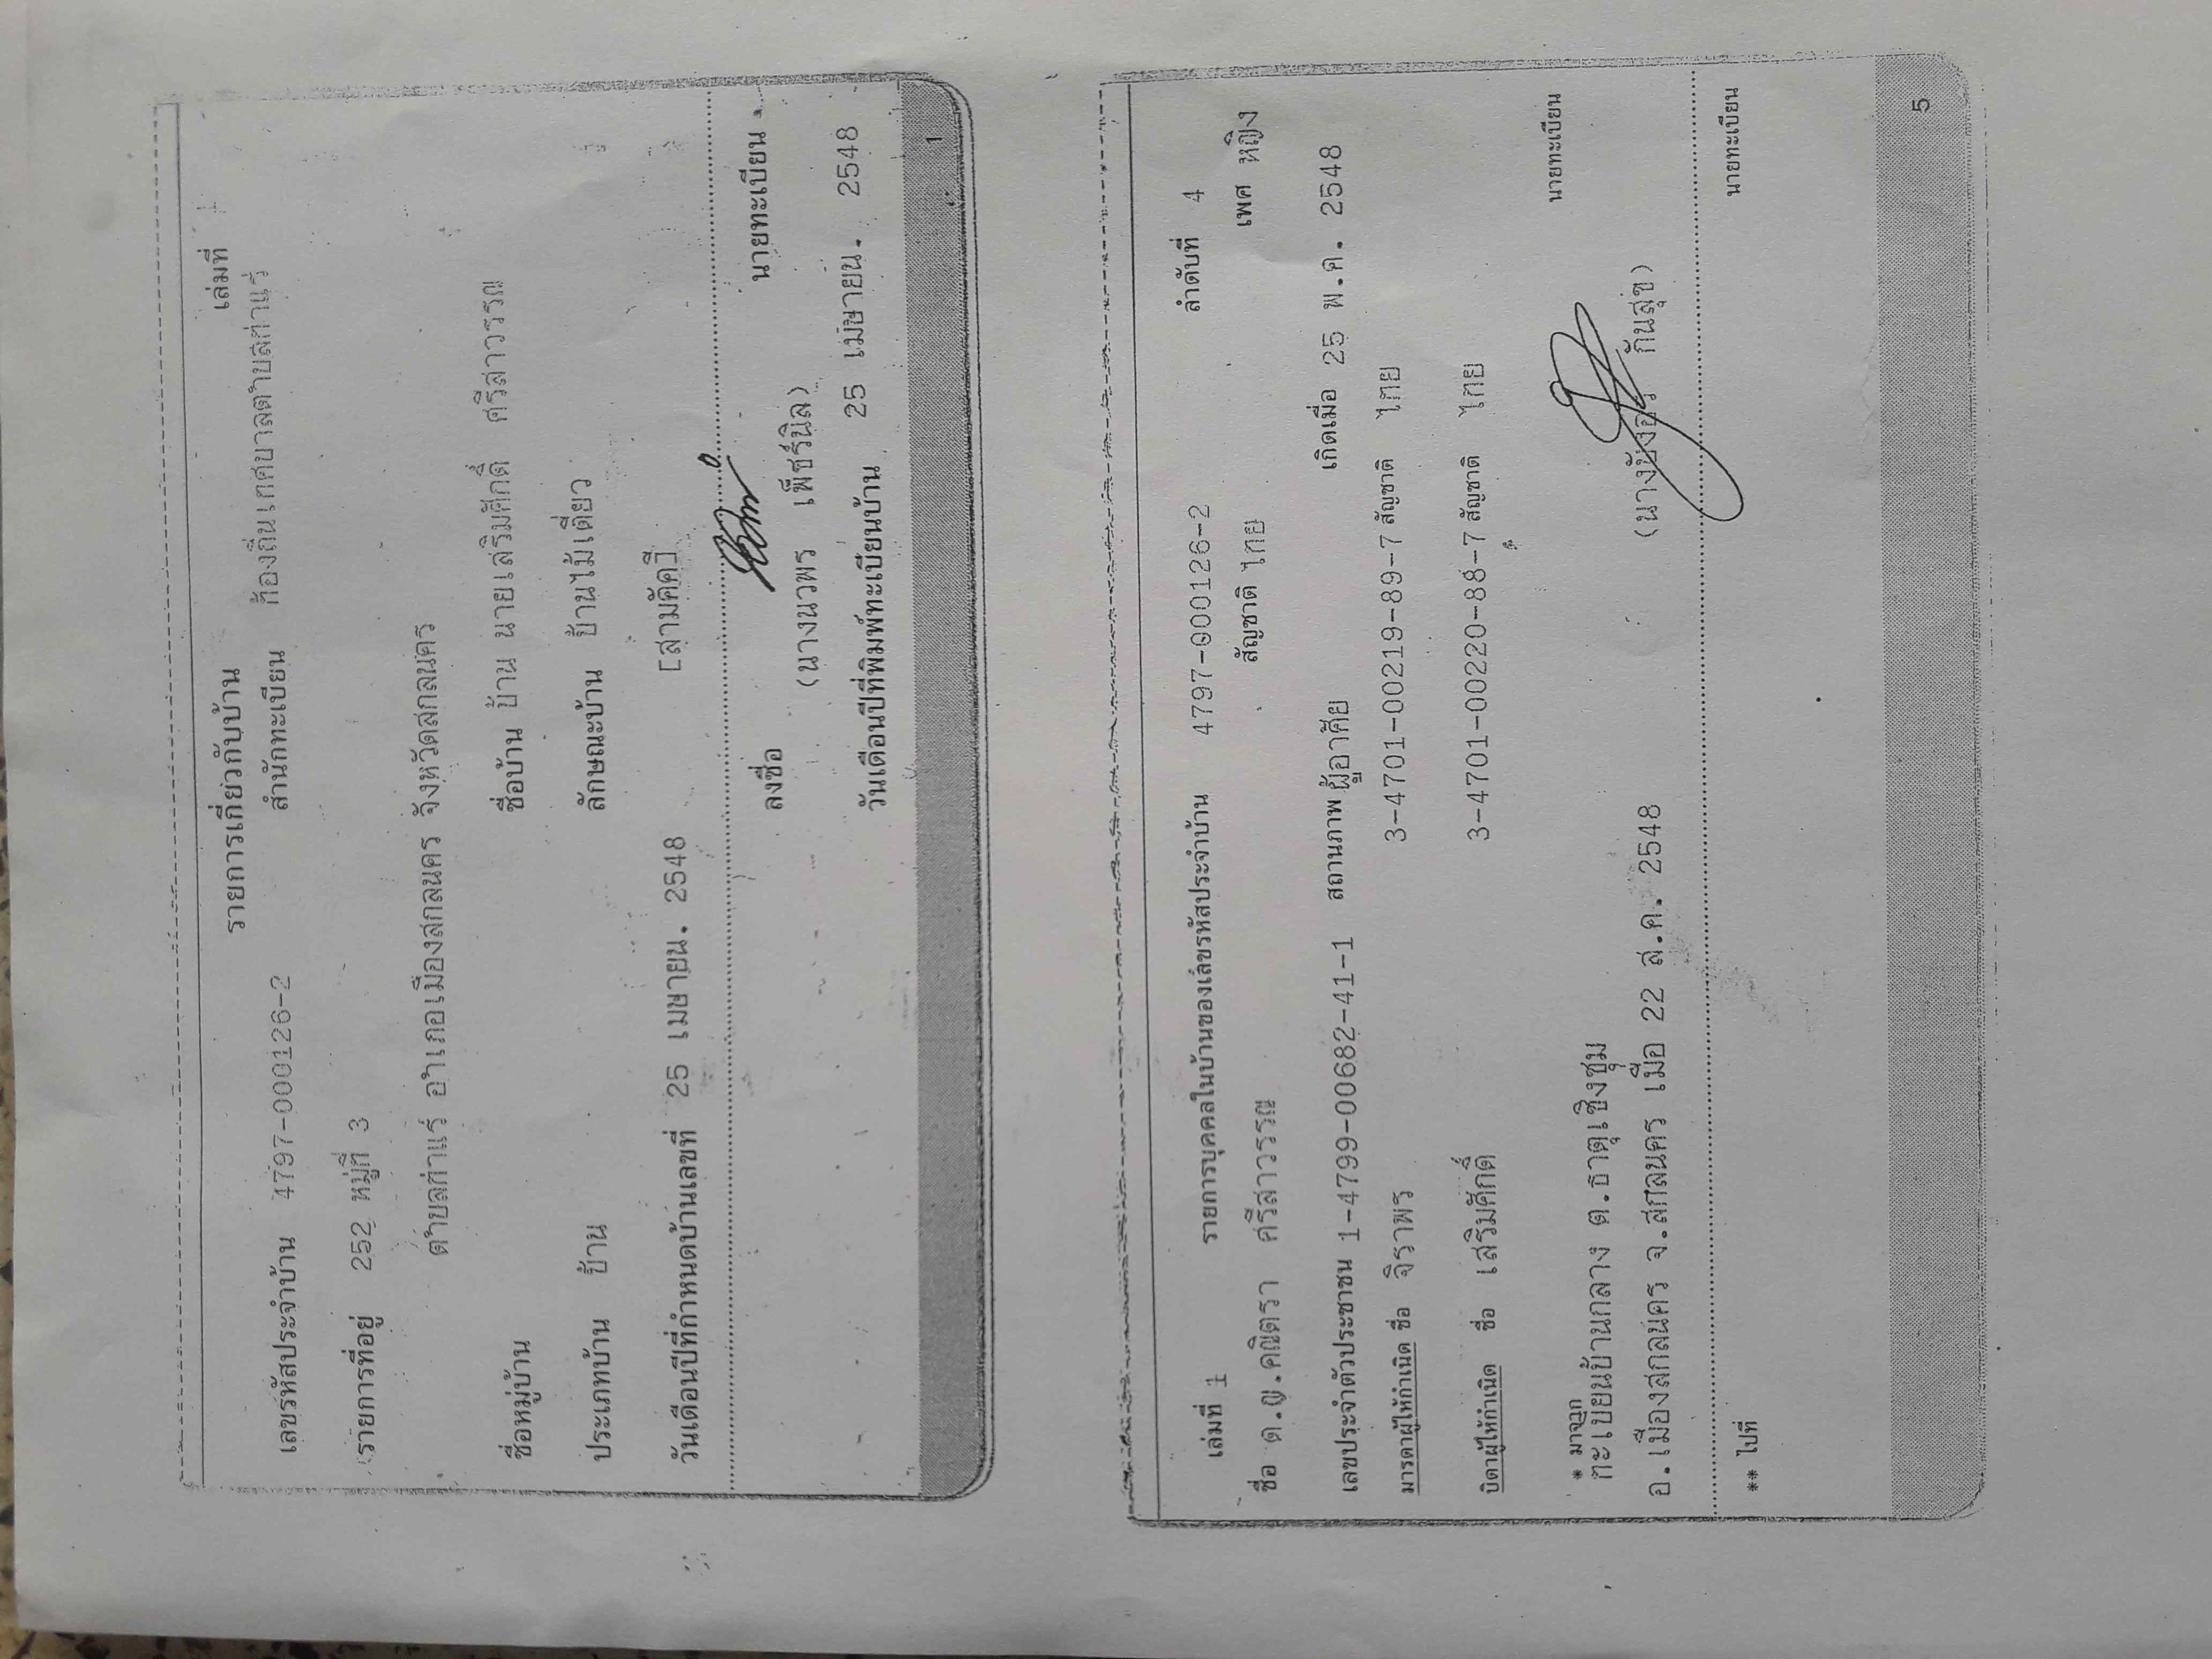 รายการเกี่ยวกับบ้าน เล่มที่ 1
เลขรหัสประจำบ้าน 4797-000126-2 สำนักทะเบียน ท้องถิ่นเทศบาลตำบลท่าแร่
รายการที่อยู่ 252 หมู่ที่ 3
ตำบลท่าแร่ อำเภอเมืองสกลนคร จังหวัดสกลนคร
ชื่อหมู่บ้าน ชื่อบ้าน บ้าน นายเสริมศักดิ์ ศรีสาวรรณ
ประเภทบ้าน บ้าน ลักษณะบ้าน บ้านไม้เดี่ยว
วันเดือนปีที่กำหนดบ้านเลขที่ 25 เมษายน. 2548 [สามัคคี]
ลงชื่อ นายทะเบียน
(นางนวพร เพ็ชร์นิล)
วันเดือนปีที่พิมพ์ทะเบียนบ้าน 25 เมษายน. 2548
1
เล่มที่ 1 รายการบุคคลในบ้านของเลขรหัสประจำบ้าน 4797-000126-2 ลำดับที่ 4
ชื่อ ด.ญ.คณิตรา ศรีสาวรรณ สัญชาติ ไทย เพศ หญิง
เลขประจำตัวประชาชน 1-4799-00682-41-1 สถานภาพ ผู้อาศัย เกิดเมื่อ 25 พ.ค. 2548
มารดาผู้ให้กำเนิด ชื่อ จิราพร 3-4701-00219-89-7 สัญชาติ ไทย
บิดาผู้ให้กำเนิด ชื่อ เสริมศักดิ์ 3-4701-00220-88-7 สัญชาติ ไทย
* มาจาก
ทะเบียนบ้านกลาง ต.ธาตุเชิงชุม นายทะเบียน
อ.เมืองสกลนคร จ.สกลนคร เมื่อ 22 ส.ค. 2548 (นางบังอร กันสุข)
** ไปที่ นายทะเบียน
5